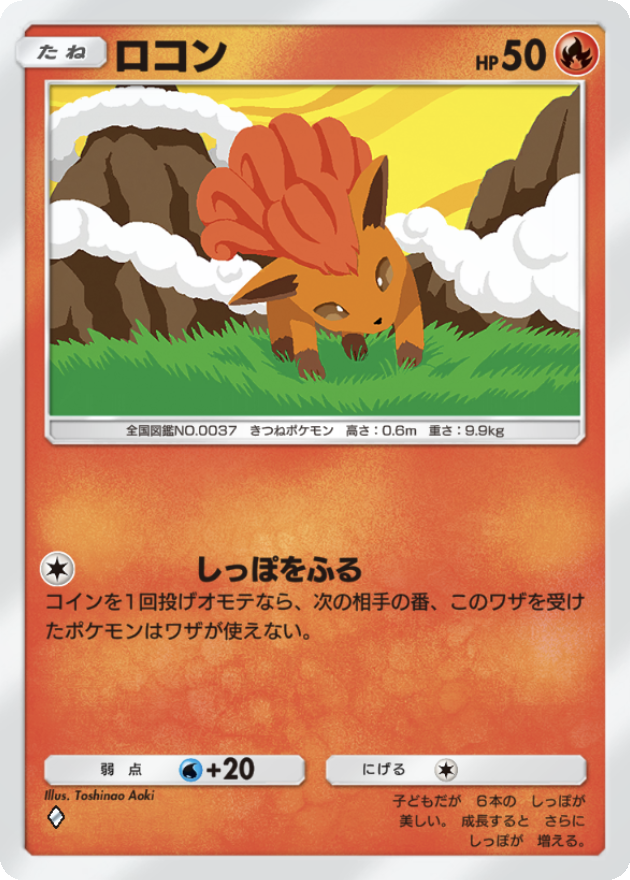 たね ロコン HP 50
全国図鑑NO.0037 きつねポケモン 高さ:0.6m 重さ:9.9kg
しっぽをふる
コインを1回投げオモテなら、次の相手の番、このワザを受け
たポケモンはワザが使えない。
弱点 +20 にげる
Illus. Toshinao Aoki
子どもだが 6本の しっぽが
美しい。 成長すると さらに
しっぽが 増える。